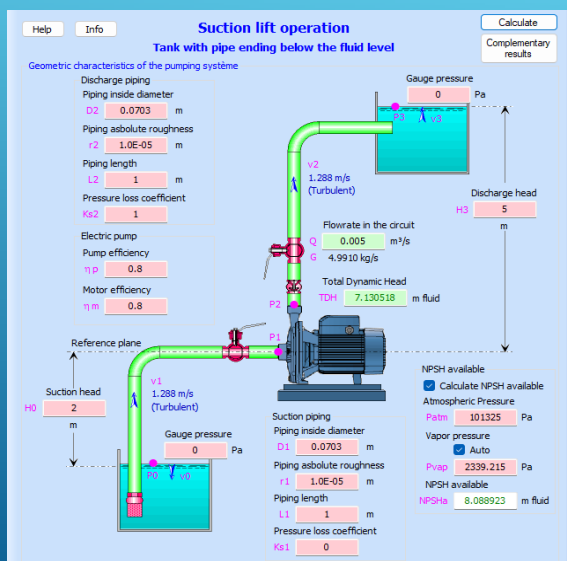 Help
Info
Suction lift operation
Calculate
Tank with pipe ending below the fluid level
Complementary
results
Geometric characteristics of the pumping système
Discharge piping
Piping inside diameter
D2 0.0703 m
Piping asbolute roughness
r2 1.0E-05 m
Piping length
L2 1 m
Pressure loss coefficient
Ks2 1
Electric pump
Pump efficiency
η p 0.8
Motor efficiency
η m 0.8
Gauge pressure
0 Pa
P3
v3
v2
1.288 m/s
(Turbulent)
Discharge head
H3 5
m
Flowrate in the circuit
Q 0.005 m³/s
G 4.9910 kg/s
Total Dynamic Head
TDH 7.130518 m fluid
P2
P1
Reference plane
v1
1.288 m/s
(Turbulent)
Suction head
H0 2
m
Gauge pressure
0 Pa
P0
v0
Suction piping
Piping inside diameter
D1 0.0703 m
Piping asbolute roughness
r1 1.0E-05 m
Piping length
L1 1 m
Pressure loss coefficient
Ks1 0
NPSH available
Calculate NPSH available
Atmospheric Pressure
Patm 101325 Pa
Vapor pressure
Auto
Pvap 2339.215 Pa
NPSH available
NPSHa 8.088923 m fluid